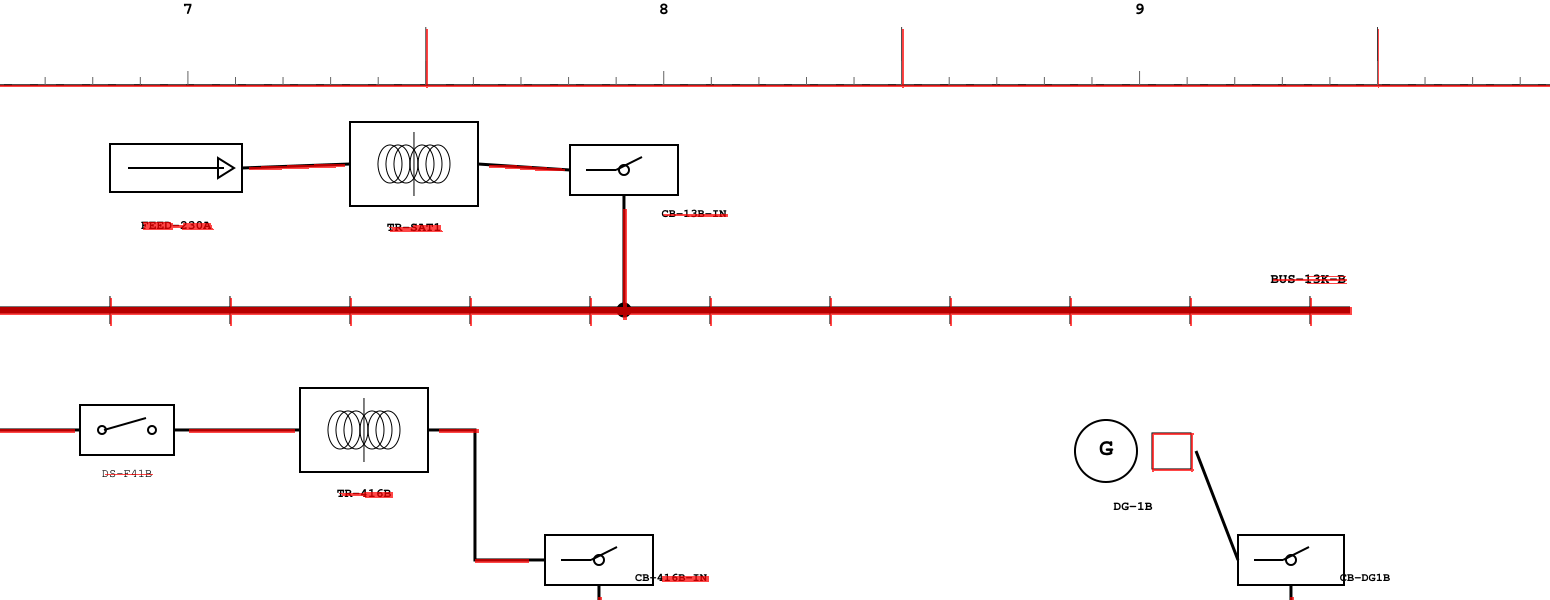 7 8 9
FEED-230A
TR-SAT1
CB-13B-IN
BUS-13K-B
DS-F41B
TR-416B
G
DG-1B
CB-416B-IN
CB-DG1B